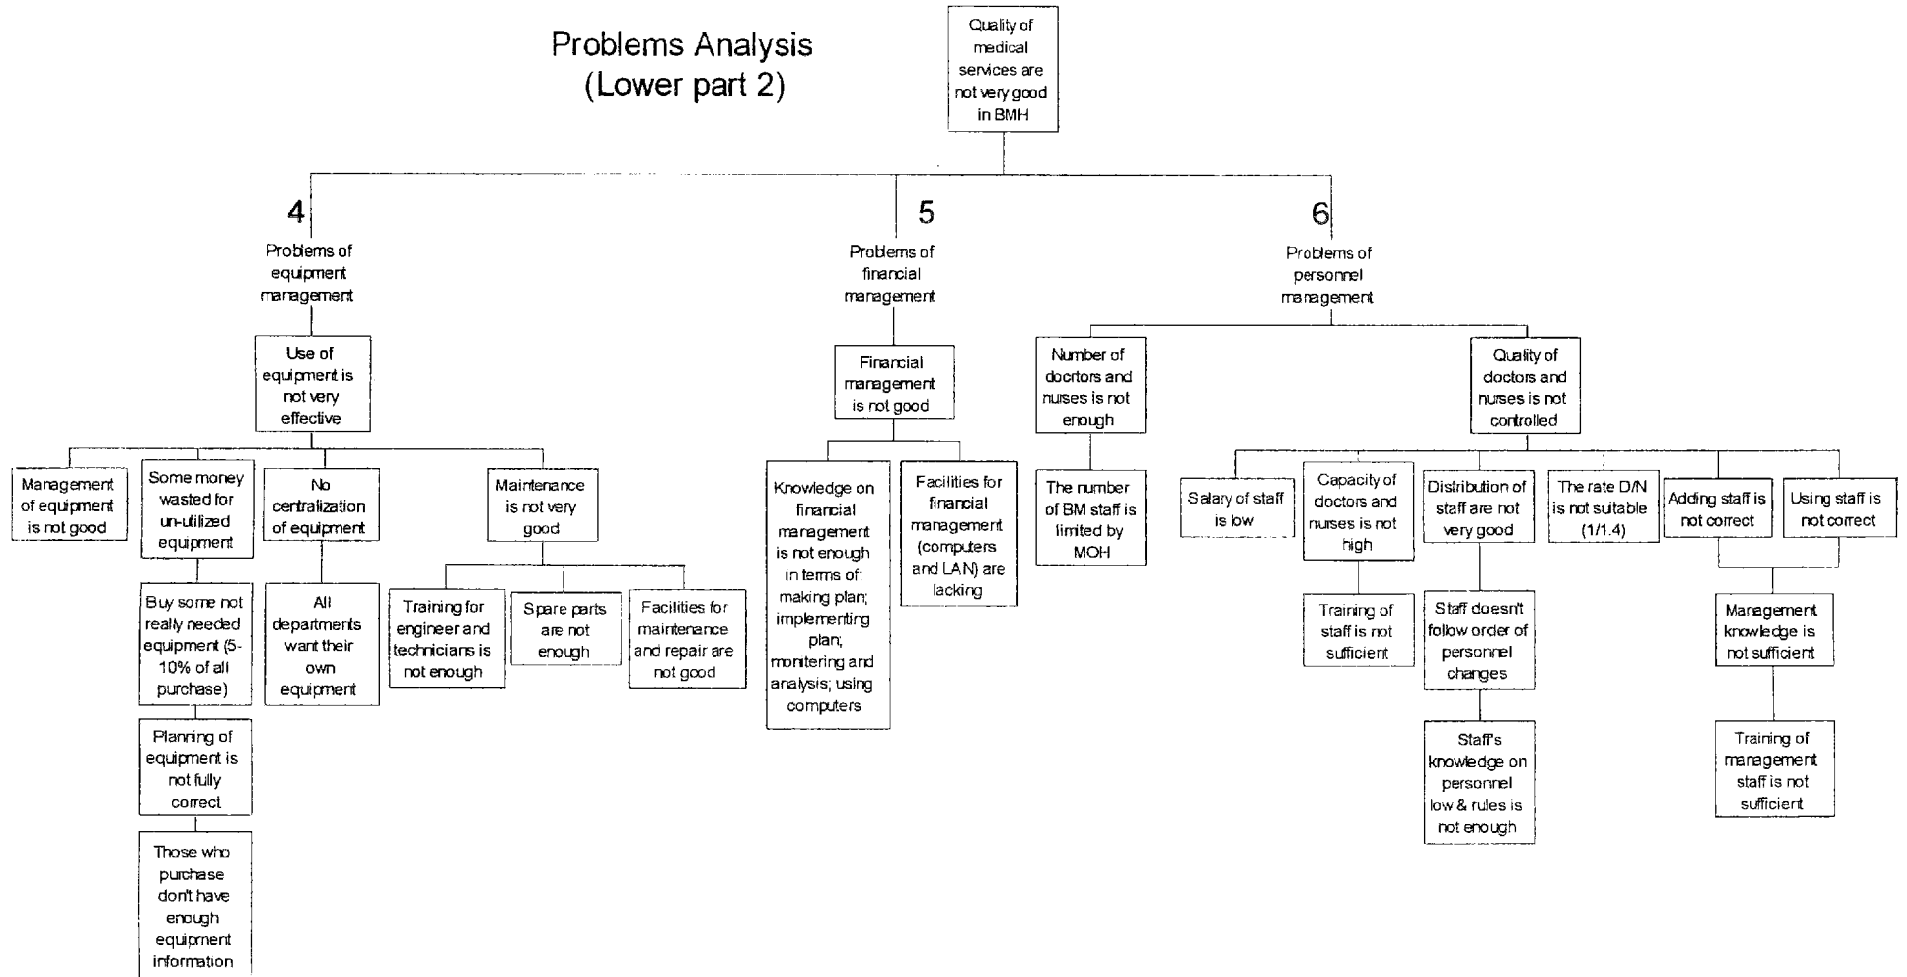 Problems Analysis
(Lower part 2)
Quality of
medical
services are
not very good
in BMH
4
Problems of
equipment
management
5
Problems of
financial
management
6
Problems of
personnel
management
Use of
equipment is
not very
effective
Financial
management
is not good
Number of
docrtors and
nurses is not
enough
Quality of
doctors and
nurses is not
controlled
Management
of equipment
is not good
Some money
wasted for
un-utilized
equipment
No
centralization
of equipment
Maintenance
is not very
good
Knowledge on
financial
management
is not enough
in terms of:
making plan;
implementing
plan;
monitering and
analysis; using
computers
Facilities for
financial
management
(computers
and LAN) are
lacking
The number
of BM staff is
limited by
MOH
Salary of staff
is low
Capacity of
doctors and
nurses is not
high
Distribution of
staff are not
very good
The rate D/N
is not suitable
(1/1.4)
Adding staff is
not correct
Using staff is
not correct
Buy some not
really needed
equipment (5-
10% of all
purchase)
All
departments
want their
own
equipment
Training for
engineer and
technicians is
not enough
Spare parts
are not
enough
Facilities for
maintenance
and repair are
not good
Training of
staff is not
sufficient
Staff doesn't
follow order of
personnel
changes
Management
knowledge is
not sufficient
Planning of
equipment is
not fully
correct
Staff's
knowledge on
personnel
low & rules is
not enough
Training of
management
staff is not
sufficient
Those who
purchase
don't have
enough
equipment
information